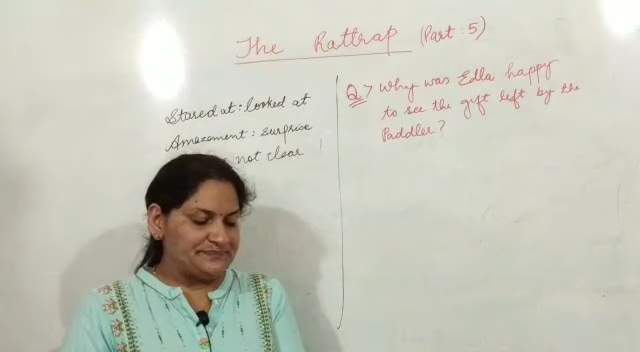 The Rattrap (Part : 5)
Stared at : looked at
Amazement : surprise
not clear
Q> Why was Edla happy
to see the gift left by the
Paddler?